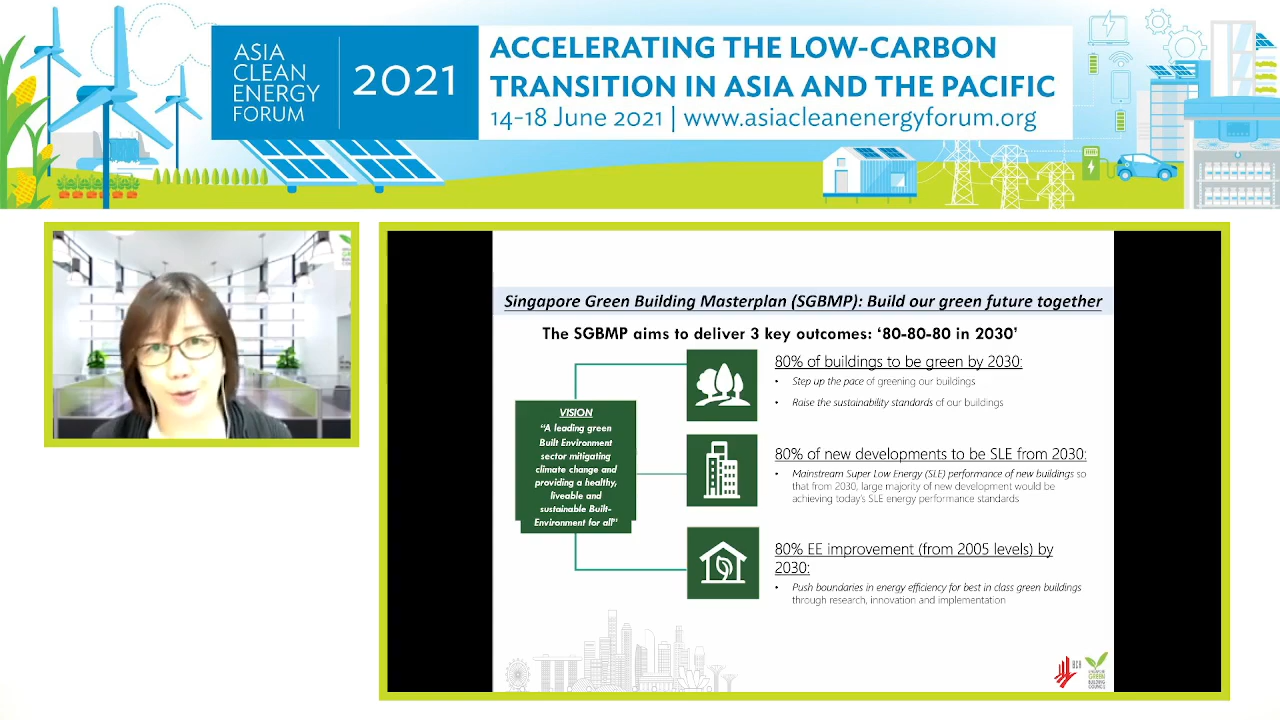 ASIA
CLEAN
ENERGY
FORUM
2021
ACCELERATING THE LOW-CARBON
TRANSITION IN ASIA AND THE PACIFIC
14-18 June 2021 | www.asiacleanenergyforum.org
Singapore Green Building Masterplan (SGBMP): Build our green future together
The SGBMP aims to deliver 3 key outcomes: ‘80-80-80 in 2030’
VISION
“A leading green
Built Environment
sector mitigating
climate change and
providing a healthy,
liveable and
sustainable Built-
Environment for all”
80% of buildings to be green by 2030:
• Step up the pace of greening our buildings
• Raise the sustainability standards of our buildings
80% of new developments to be SLE from 2030:
• Mainstream Super Low Energy (SLE) performance of new buildings so
that from 2030, large majority of new development would be
achieving today’s SLE energy performance standards
80% EE improvement (from 2005 levels) by
2030:
• Push boundaries in energy efficiency for best in class green buildings
through research, innovation and implementation
BCA
SINGAPORE
GREEN
BUILDING
COUNCIL